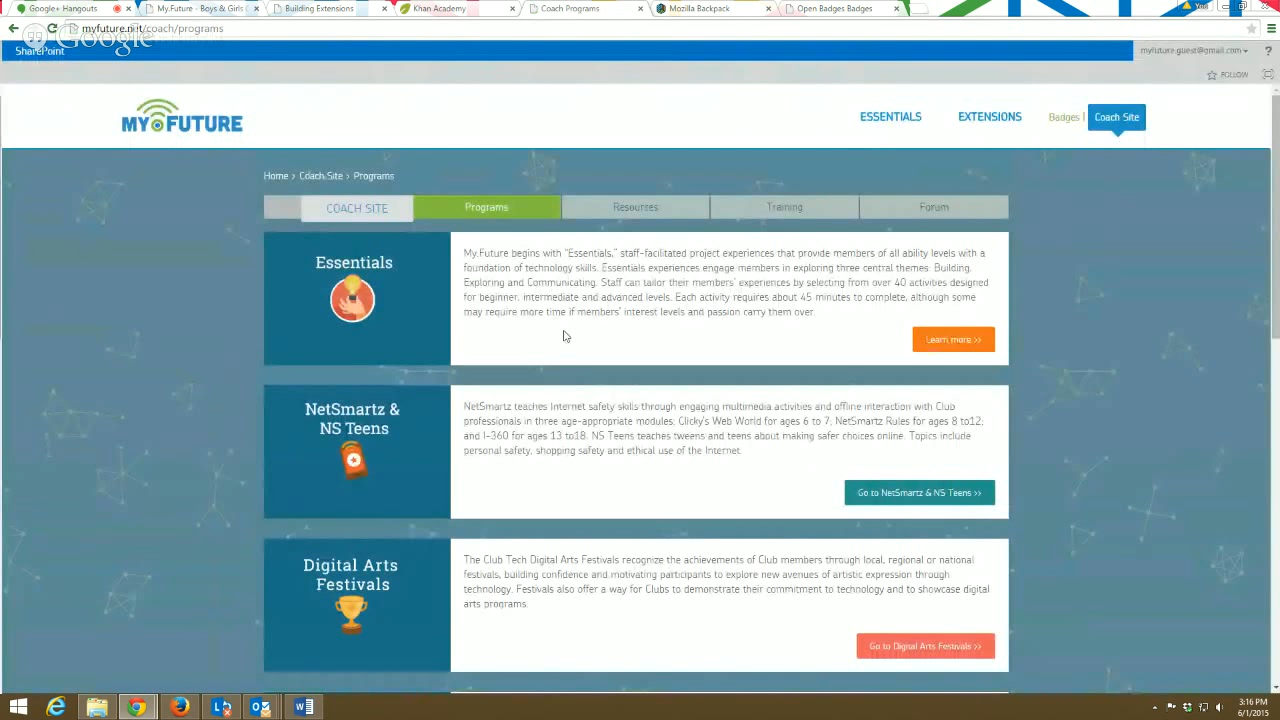 Google+ Hangouts
My.Future - Boys & Girls
Building Extensions
Khan Academy
Coach Programs
Mozilla Backpack
Open Badges Badges
You
myfuture.net/coach/programs
Google
SharePoint
myfuture.guest@gmail.com
?
FOLLOW
MY FUTURE
ESSENTIALS
EXTENSIONS
Badges |
Coach Site
Home > Coach Site > Programs
COACH SITE
Programs
Resources
Training
Forum
Essentials
My.Future begins with "Essentials," staff-facilitated project experiences that provide members of all ability levels with a
foundation of technology skills. Essentials experiences engage members in exploring three central themes: Building,
Exploring and Communicating. Staff can tailor their members' experiences by selecting from over 40 activities designed
for beginner, intermediate and advanced levels. Each activity requires about 45 minutes to complete, although some
may require more time if members' interest levels and passion carry them over.
Learn more >>
NetSmartz &
NS Teens
NetSmartz teaches Internet safety skills through engaging multimedia activities and offline interaction with Club
professionals in three age-appropriate modules; Clicky's Web World for ages 6 to 7; NetSmartz Rules for ages 8 to12;
and I-360 for ages 13 to18. NS Teens teaches tweens and teens about making safer choices online. Topics include
personal safety, shopping safety and ethical use of the Internet.
Go to NetSmartz & NS Teens >>
Digital Arts
Festivals
The Club Tech Digital Arts Festivals recognize the achievements of Club members through local, regional or national
festivals, building confidence and motivating participants to explore new avenues of artistic expression through
technology. Festivals also offer a way for Clubs to demonstrate their commitment to technology and to showcase digital
arts programs.
Go to Digital Arts Festivals >>
3:16 PM
6/1/2015